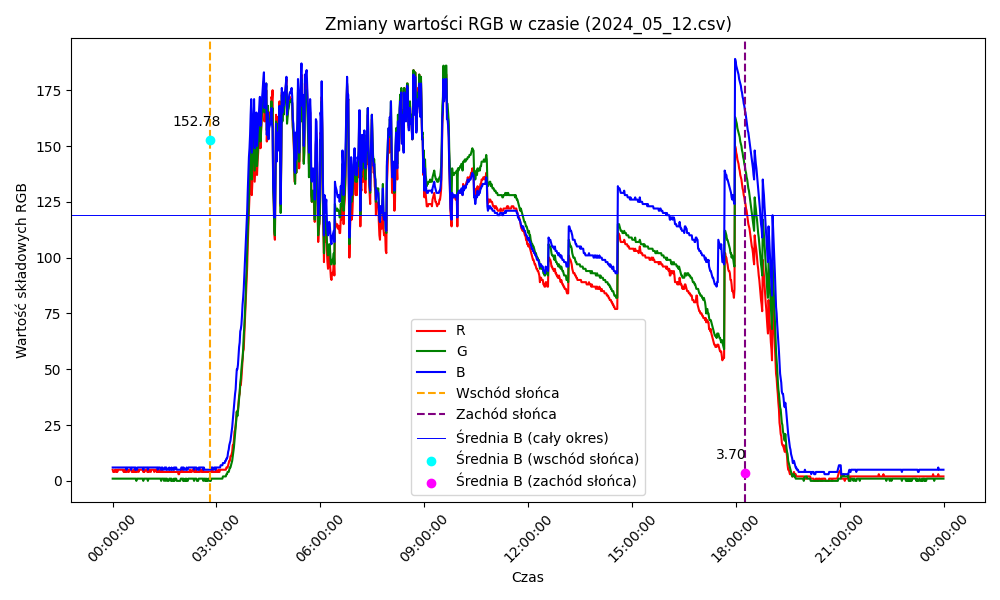 Zmiany wartości RGB w czasie (2024_05_12.csv)
Wartość składowych RGB
175
150
125
100
75
50
25
0
152.78
3.70
R
G
B
Wschód słońca
Zachód słońca
Średnia B (cały okres)
Średnia B (wschód słońca)
Średnia B (zachód słońca)
00:00:00
03:00:00
06:00:00
09:00:00
12:00:00
15:00:00
18:00:00
21:00:00
00:00:00
Czas